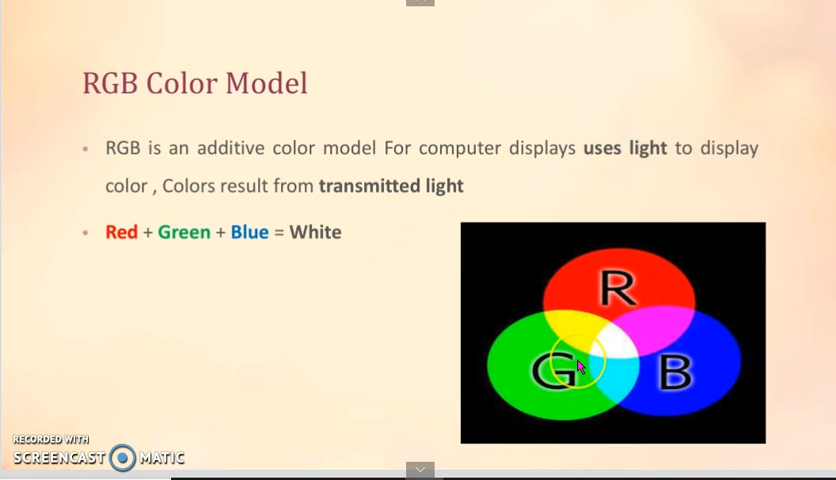 RGB Color Model
• RGB is an additive color model For computer displays uses light to display
color , Colors result from transmitted light
• Red + Green + Blue = White
R
G
B
RECORDED WITH
SCREENCAST MATIC